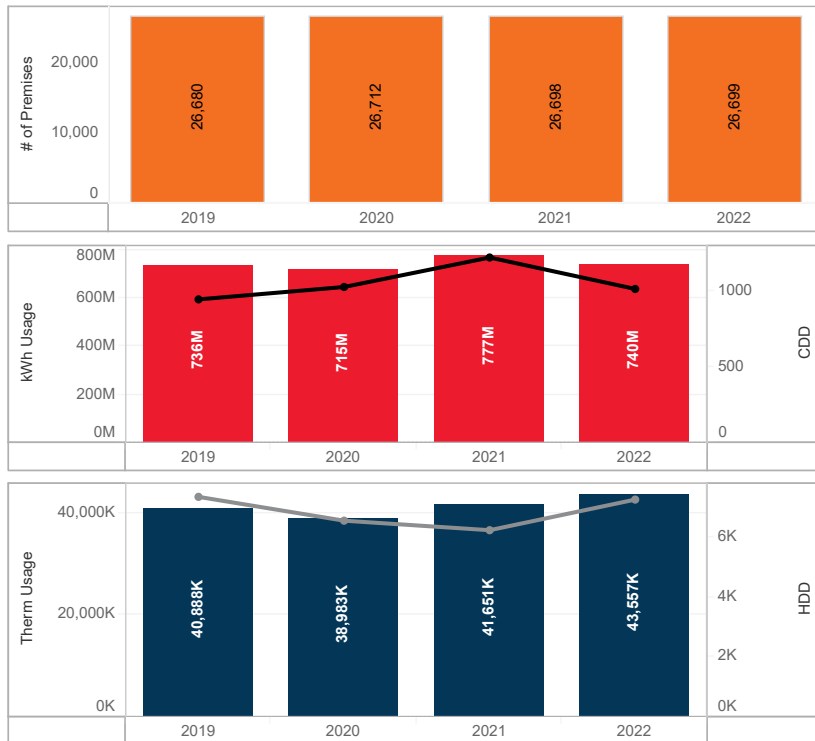 # of Premises
20,000
10,000
0
26,680
26,712
26,698
26,699
2019
2020
2021
2022
kWh Usage
800M
600M
400M
200M
0M
736M
715M
777M
740M
1000
500
0
CDD
2019
2020
2021
2022
Therm Usage
40,000K
20,000K
0K
40,888K
38,983K
41,651K
43,557K
6K
4K
2K
0K
HDD
2019
2020
2021
2022